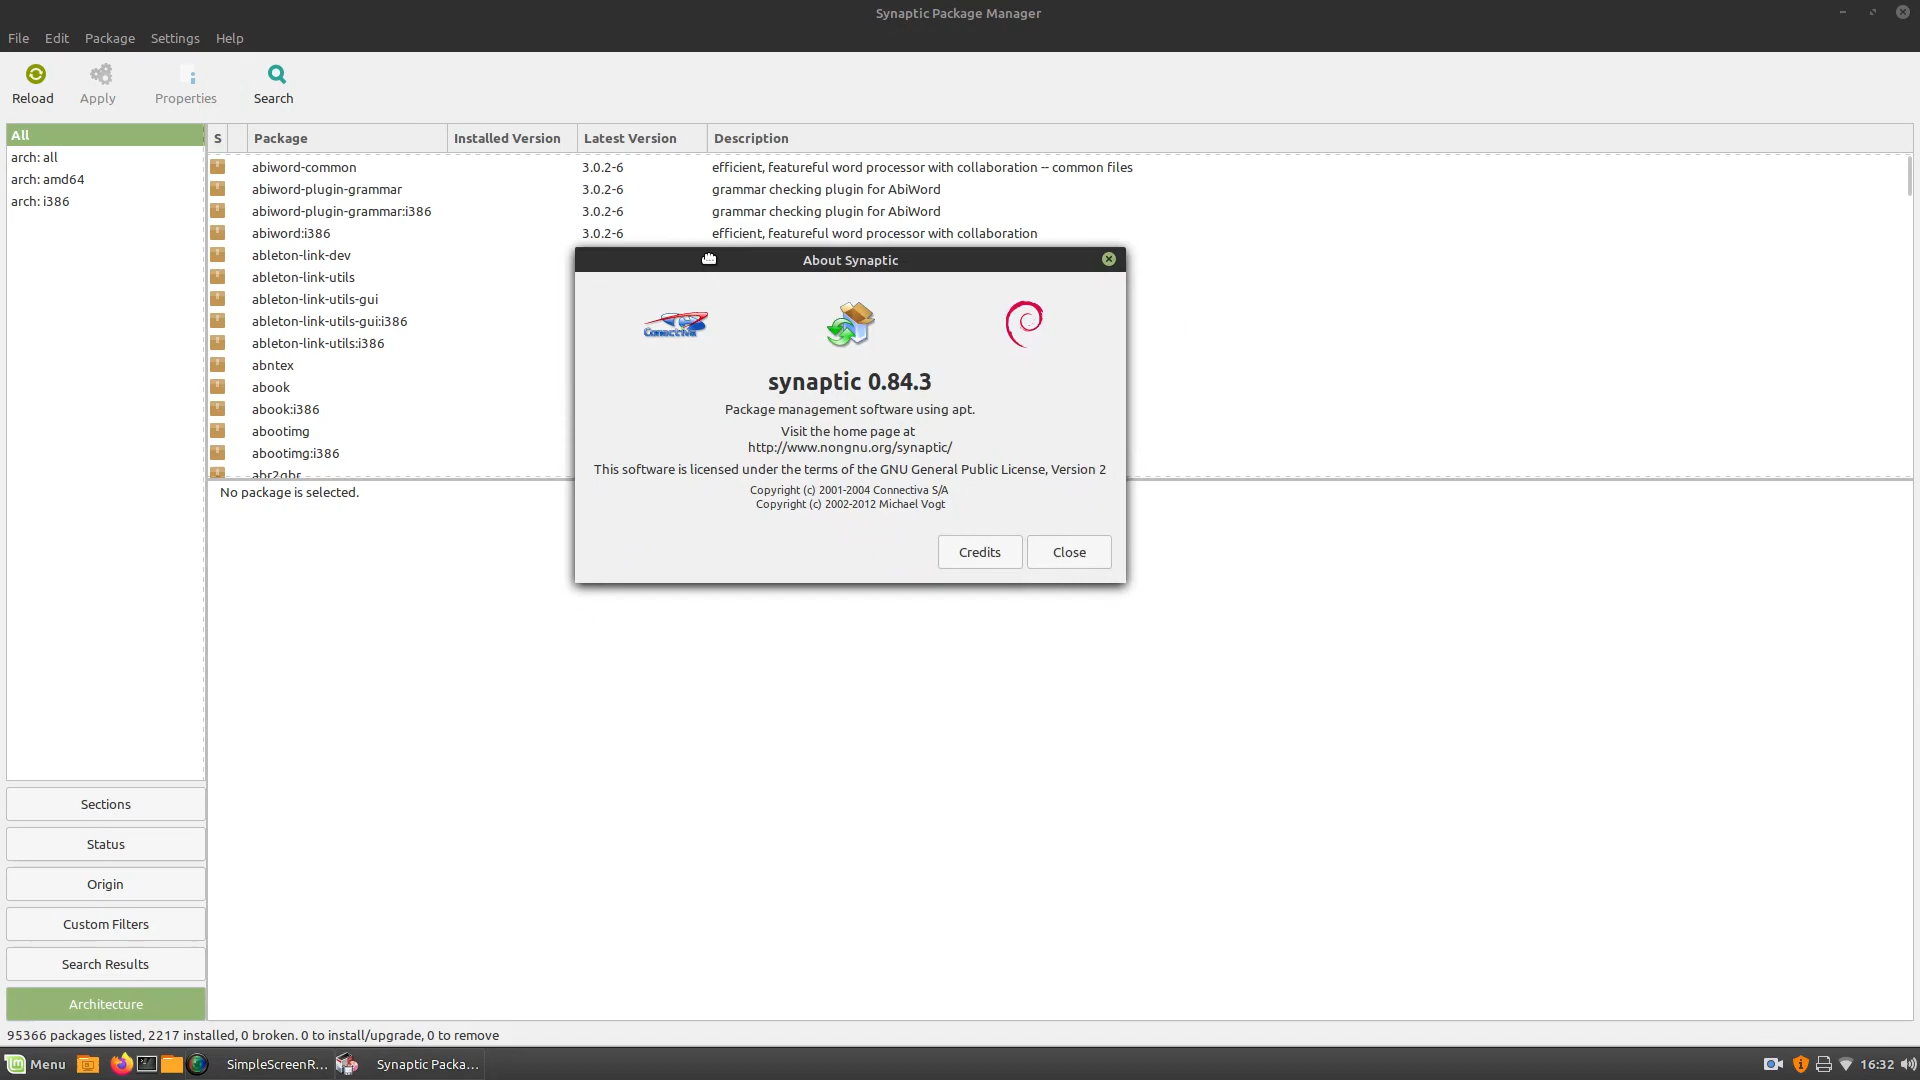 Synaptic Package Manager
File Edit Package Settings Help
Reload Apply Properties Search
All
arch: all
arch: amd64
arch: i386
S Package Installed Version Latest Version Description
abiword-common 3.0.2-6 efficient, featureful word processor with collaboration -- common files
abiword-plugin-grammar 3.0.2-6 grammar checking plugin for AbiWord
abiword-plugin-grammar:i386 3.0.2-6 grammar checking plugin for AbiWord
abiword:i386 3.0.2-6 efficient, featureful word processor with collaboration
ableton-link-dev
ableton-link-utils
ableton-link-utils-gui
ableton-link-utils-gui:i386
ableton-link-utils:i386
abntex
abook
abook:i386
abootimg
abootimg:i386
abr2gbr
No package is selected.
About Synaptic
Conectiva
synaptic 0.84.3
Package management software using apt.
Visit the home page at
http://www.nongnu.org/synaptic/
This software is licensed under the terms of the GNU General Public License, Version 2
Copyright (c) 2001-2004 Connectiva S/A
Copyright (c) 2002-2012 Michael Vogt
Credits Close
Sections
Status
Origin
Custom Filters
Search Results
Architecture
95366 packages listed, 2217 installed, 0 broken. 0 to install/upgrade, 0 to remove
Menu SimpleScreenR... Synaptic Packa... 16:32